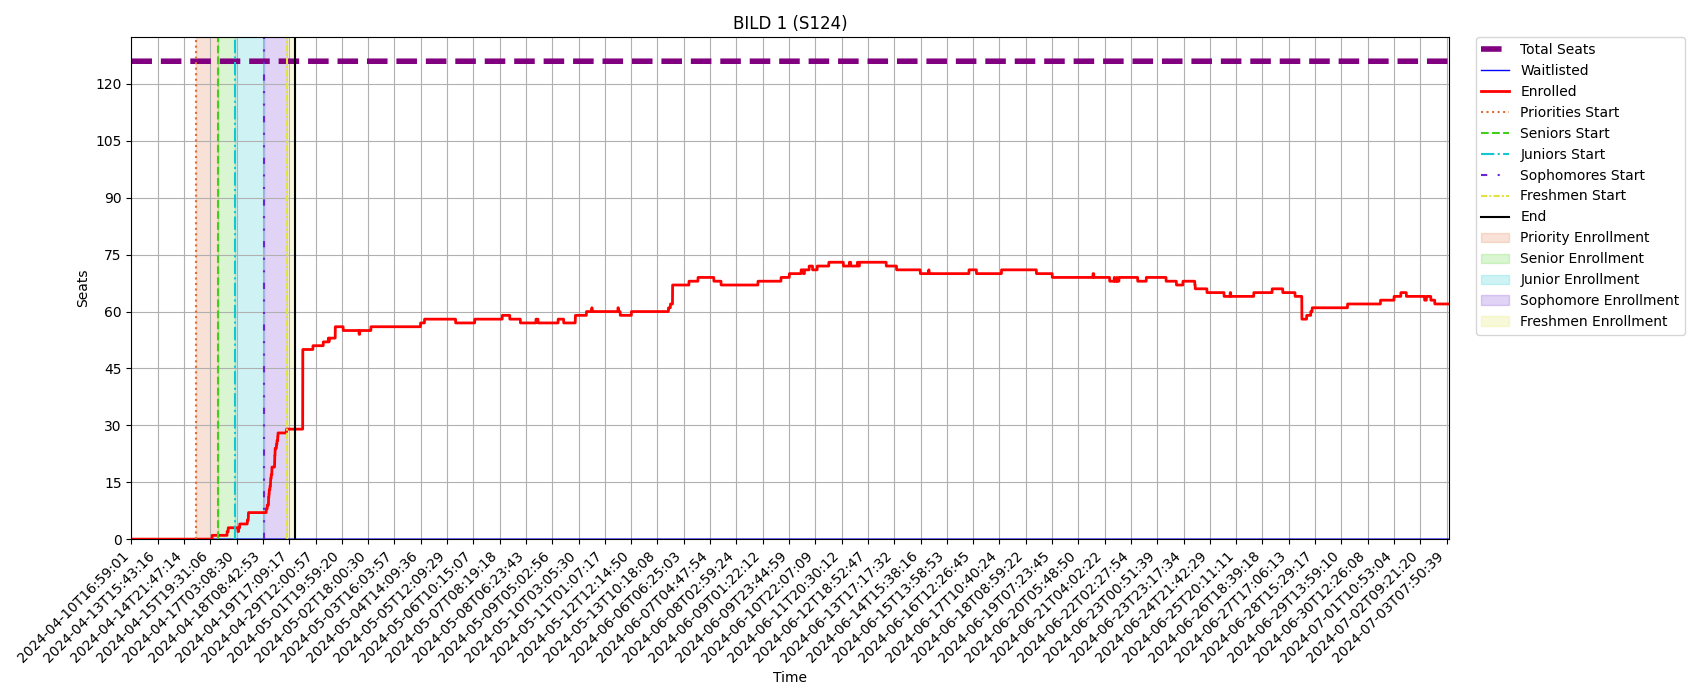 BILD 1 (S124)
Seats
120
105
90
75
60
45
30
15
0
2024-04-10T16:59:01
2024-04-13T15:43:16
2024-04-14T21:47:14
2024-04-15T19:31:06
2024-04-17T03:08:30
2024-04-18T08:42:53
2024-04-19T17:09:17
2024-04-29T12:00:57
2024-05-01T19:59:20
2024-05-02T18:00:30
2024-05-03T16:03:57
2024-05-04T14:09:36
2024-05-05T12:09:29
2024-05-06T10:15:07
2024-05-07T08:19:18
2024-05-08T06:23:43
2024-05-09T05:02:56
2024-05-10T03:05:30
2024-05-11T01:07:17
2024-05-12T12:14:50
2024-05-13T10:18:08
2024-06-06T06:25:03
2024-06-07T04:47:54
2024-06-08T02:59:24
2024-06-09T01:22:12
2024-06-09T23:44:59
2024-06-10T22:07:09
2024-06-11T20:30:12
2024-06-12T18:52:47
2024-06-13T17:17:32
2024-06-14T15:38:16
2024-06-15T13:58:53
2024-06-16T12:26:45
2024-06-17T10:40:24
2024-06-18T08:59:22
2024-06-19T07:23:45
2024-06-20T05:48:50
2024-06-21T04:02:22
2024-06-22T02:27:54
2024-06-23T00:51:39
2024-06-23T23:17:34
2024-06-24T21:42:29
2024-06-25T20:11:11
2024-06-26T18:39:18
2024-06-27T17:06:13
2024-06-28T15:29:17
2024-06-29T13:59:10
2024-06-30T12:26:08
2024-07-01T10:53:04
2024-07-02T09:21:20
2024-07-03T07:50:39
Time
Total Seats
Waitlisted
Enrolled
Priorities Start
Seniors Start
Juniors Start
Sophomores Start
Freshmen Start
End
Priority Enrollment
Senior Enrollment
Junior Enrollment
Sophomore Enrollment
Freshmen Enrollment